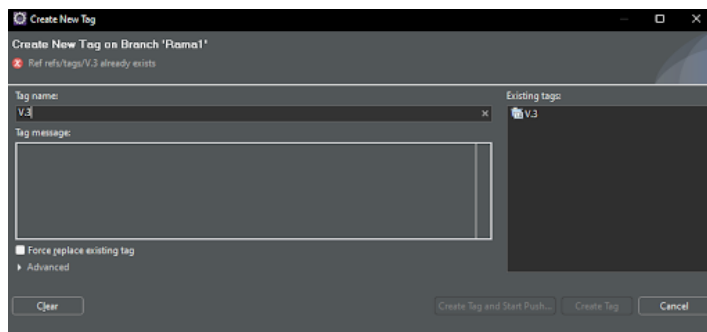 Create New Tag
Create New Tag on Branch 'Rama1'
Ref refs/tags/V.3 already exists
Tag name:
V.3
Tag message:
Existing tags:
V.3
Force replace existing tag
Advanced
Clear
Create Tag and Start Push...
Create Tag
Cancel